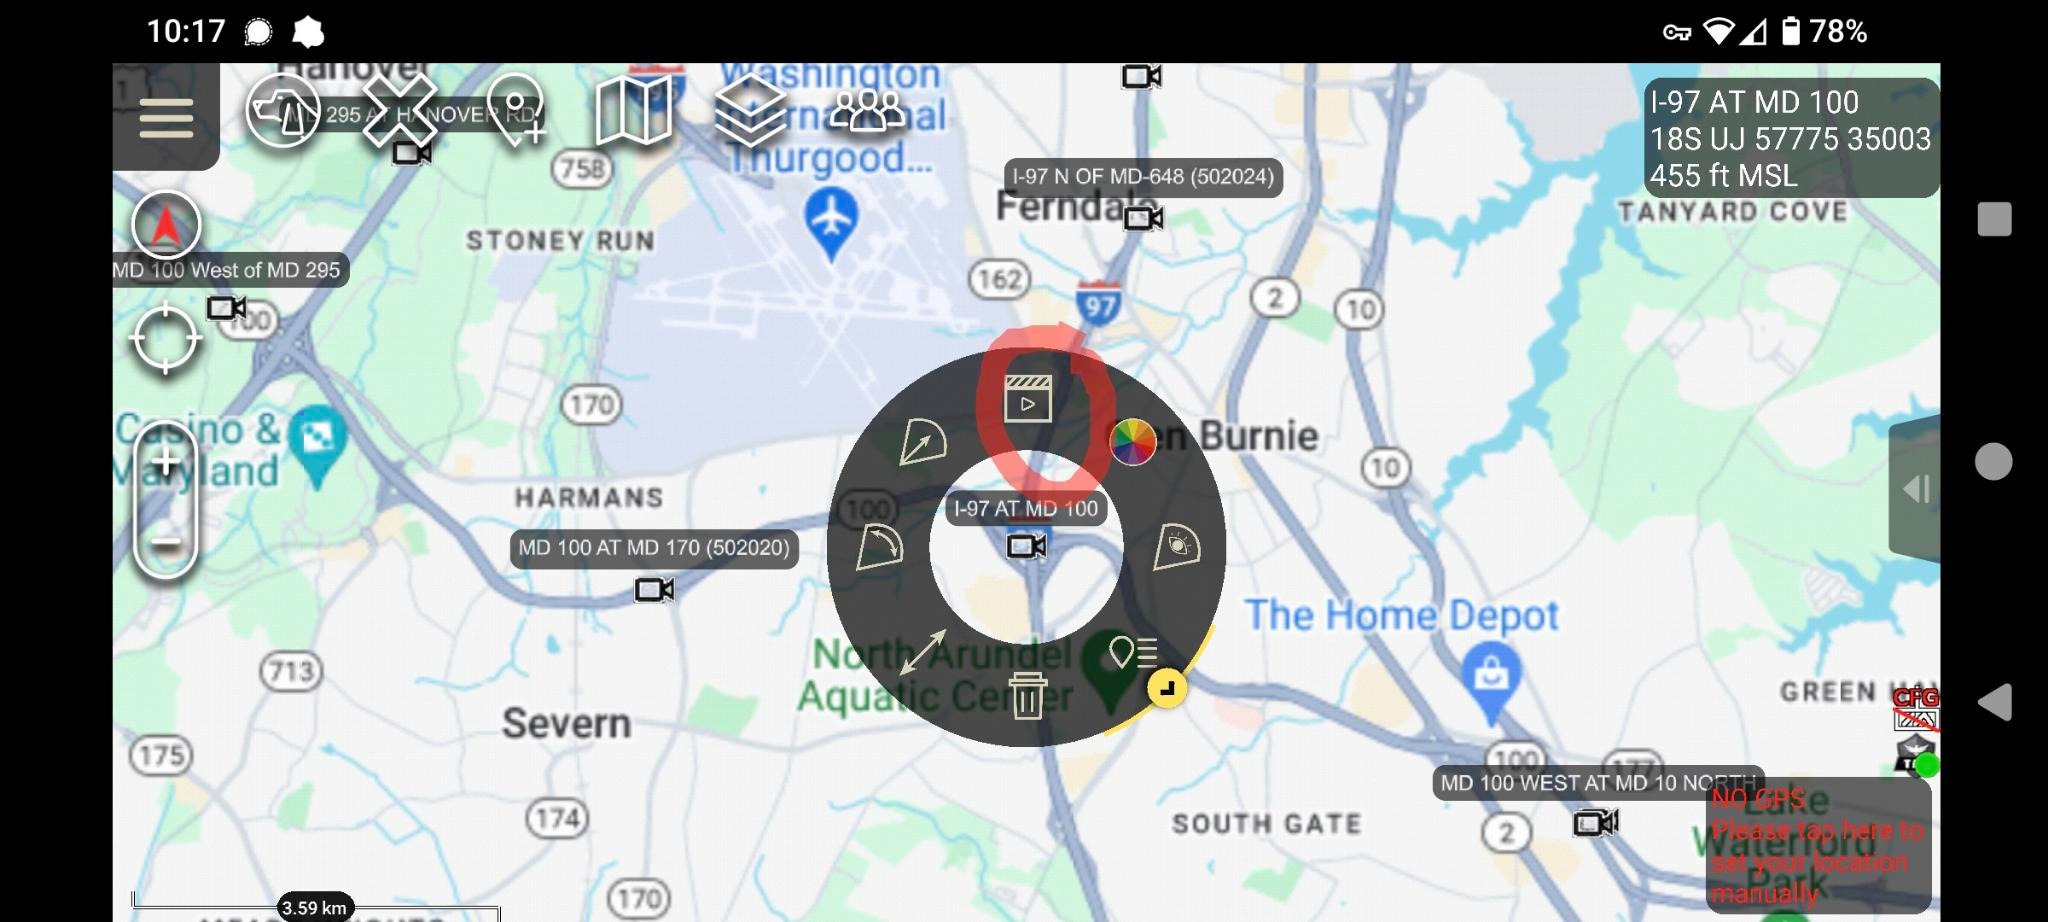 10:17
78%
Hanover
1
295 AT HANOVER RD
Washington
International
Thurgood...
I-97 AT MD 100
18S UJ 57775 35003
455 ft MSL
758
I-97 N OF MD-648 (502024)
Ferndale
TANYARD COVE
STONEY RUN
MD 100 West of MD 295
162
97
2
10
100
170
Casino &
Maryland
Glen Burnie
10
HARMANS
100
I-97 AT MD 100
MD 100 AT MD 170 (502020)
The Home Depot
North Arundel
Aquatic Center
713
GREEN HAV
CFG
Severn
175
100
177
MD 100 WEST AT MD 10 NORTH
NO GPS
Please tap here to
set your location
manually
Lake
Waterford
Park
174
SOUTH GATE
2
170
3.59 km